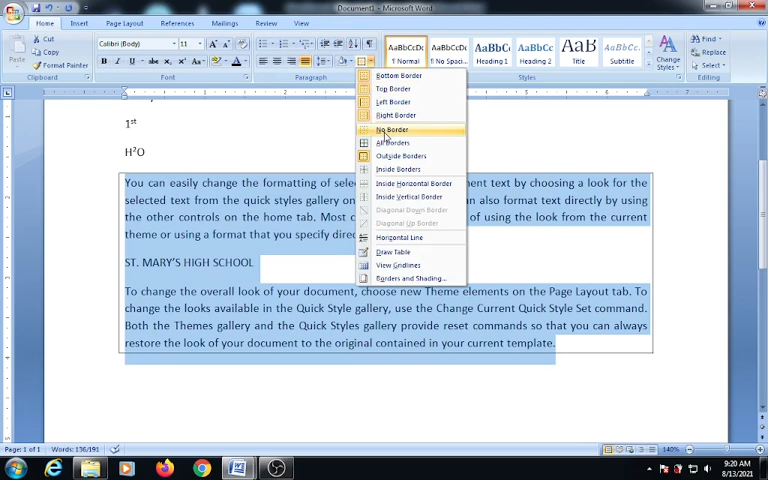 Document1 - Microsoft Word
Home Insert Page Layout References Mailings Review View
Cut
Copy
Format Painter
Clipboard
Calibri (Body) 11
Font
Paragraph
AaBbCcDc AaBbCcDc AaBbCc AaBbCc AaB AaBbCc.
¶ Normal ¶ No Spaci... Heading 1 Heading 2 Title Subtitle
Styles
Change
Styles
Find
Replace
Select
Editing
Bottom Border
Top Border
Left Border
Right Border
No Border
All Borders
Outside Borders
Inside Borders
Inside Horizontal Border
Inside Vertical Border
Diagonal Down Border
Diagonal Up Border
Horizontal Line
Draw Table
View Gridlines
Borders and Shading...
1st
H2O
You can easily change the formatting of sele ment text by choosing a look for the
selected text from the quick styles gallery on an also format text directly by using
the other controls on the home tab. Most c of using the look from the current
theme or using a format that you specify dire
ST. MARY'S HIGH SCHOOL
To change the overall look of your document, choose new Theme elements on the Page Layout tab. To
change the looks available in the Quick Style gallery, use the Change Current Quick Style Set command.
Both the Themes gallery and the Quick Styles gallery provide reset commands so that you can always
restore the look of your document to the original contained in your current template.
Page: 1 of 1 Words: 136/191 140%
9:20 AM
8/13/2021